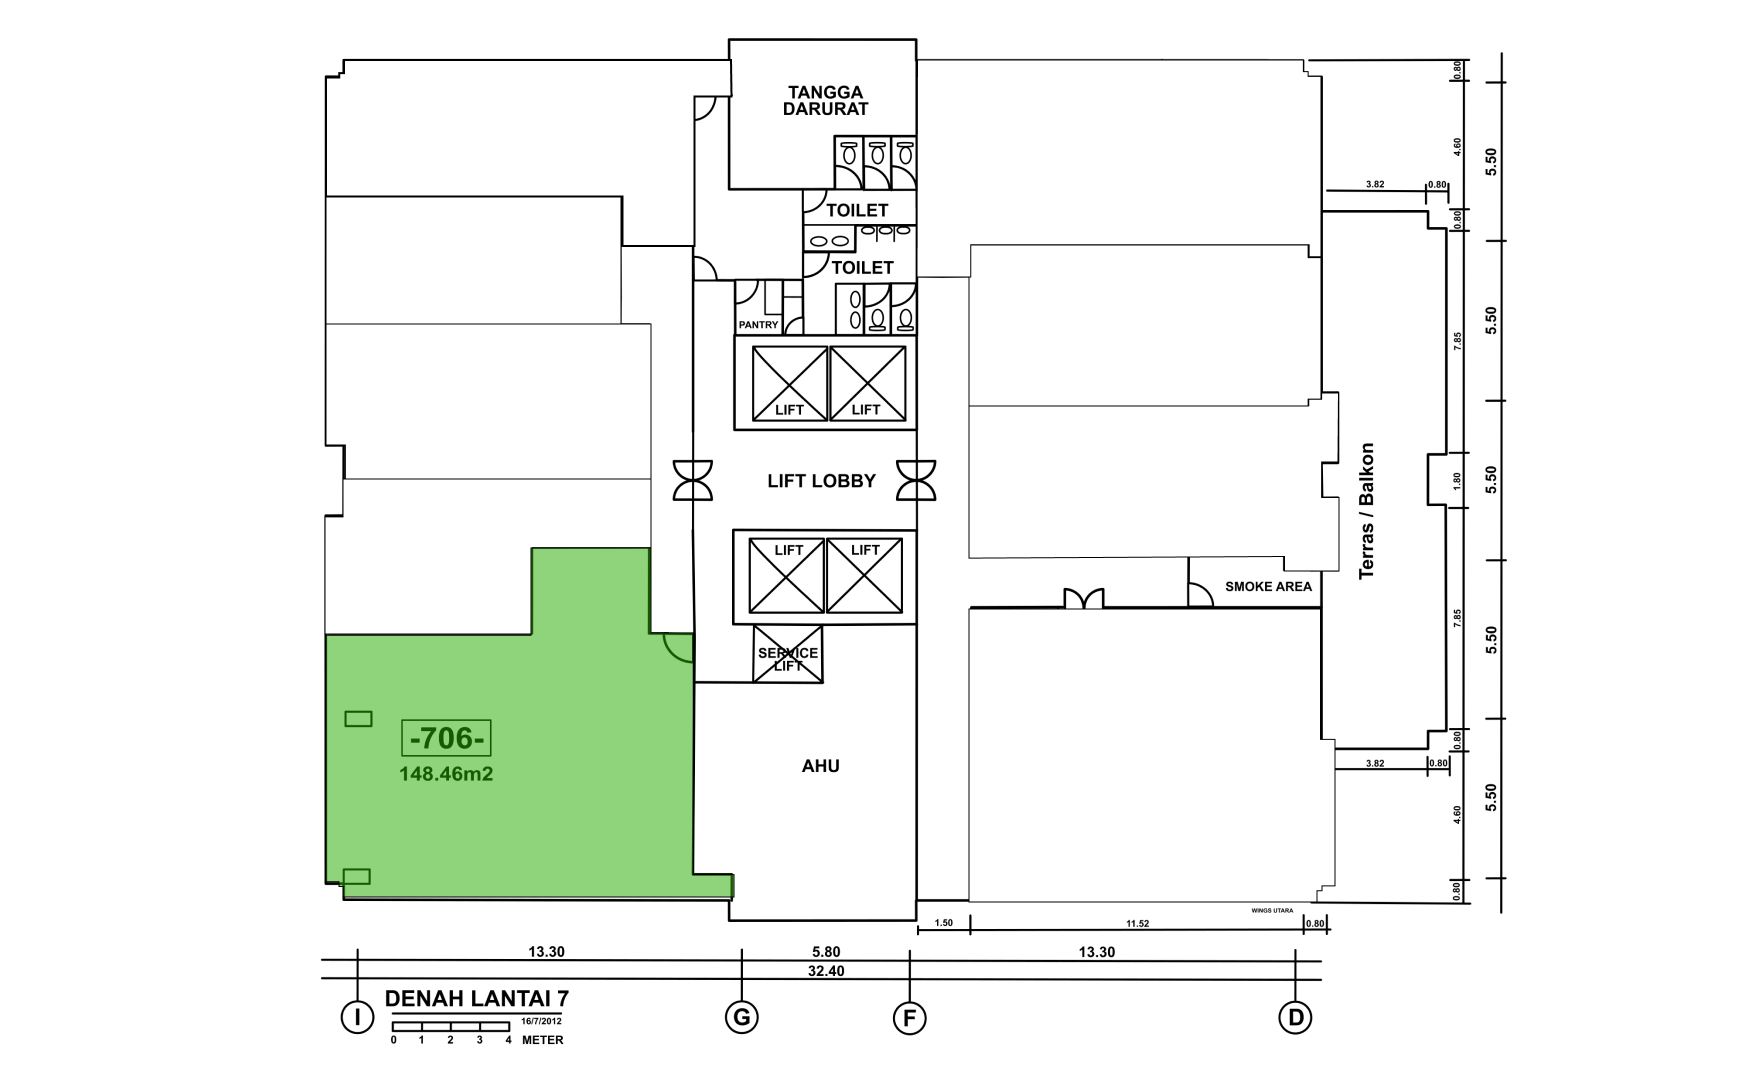 TANGGA
DARURAT
TOILET
TOILET
PANTRY
LIFT
LIFT
LIFT LOBBY
LIFT
LIFT
SERVICE
LIFT
AHU
-706-
148.46m2
SMOKE AREA
Terras / Balkon
WINGS UTARA
3.82
0.80
0.80
4.60
0.80
7.85
1.80
7.85
0.80
4.60
0.80
5.50
5.50
5.50
5.50
5.50
3.82
0.80
1.50
11.52
0.80
13.30
5.80
13.30
32.40
I
G
F
D
DENAH LANTAI 7
16/7/2012
0 1 2 3 4 METER